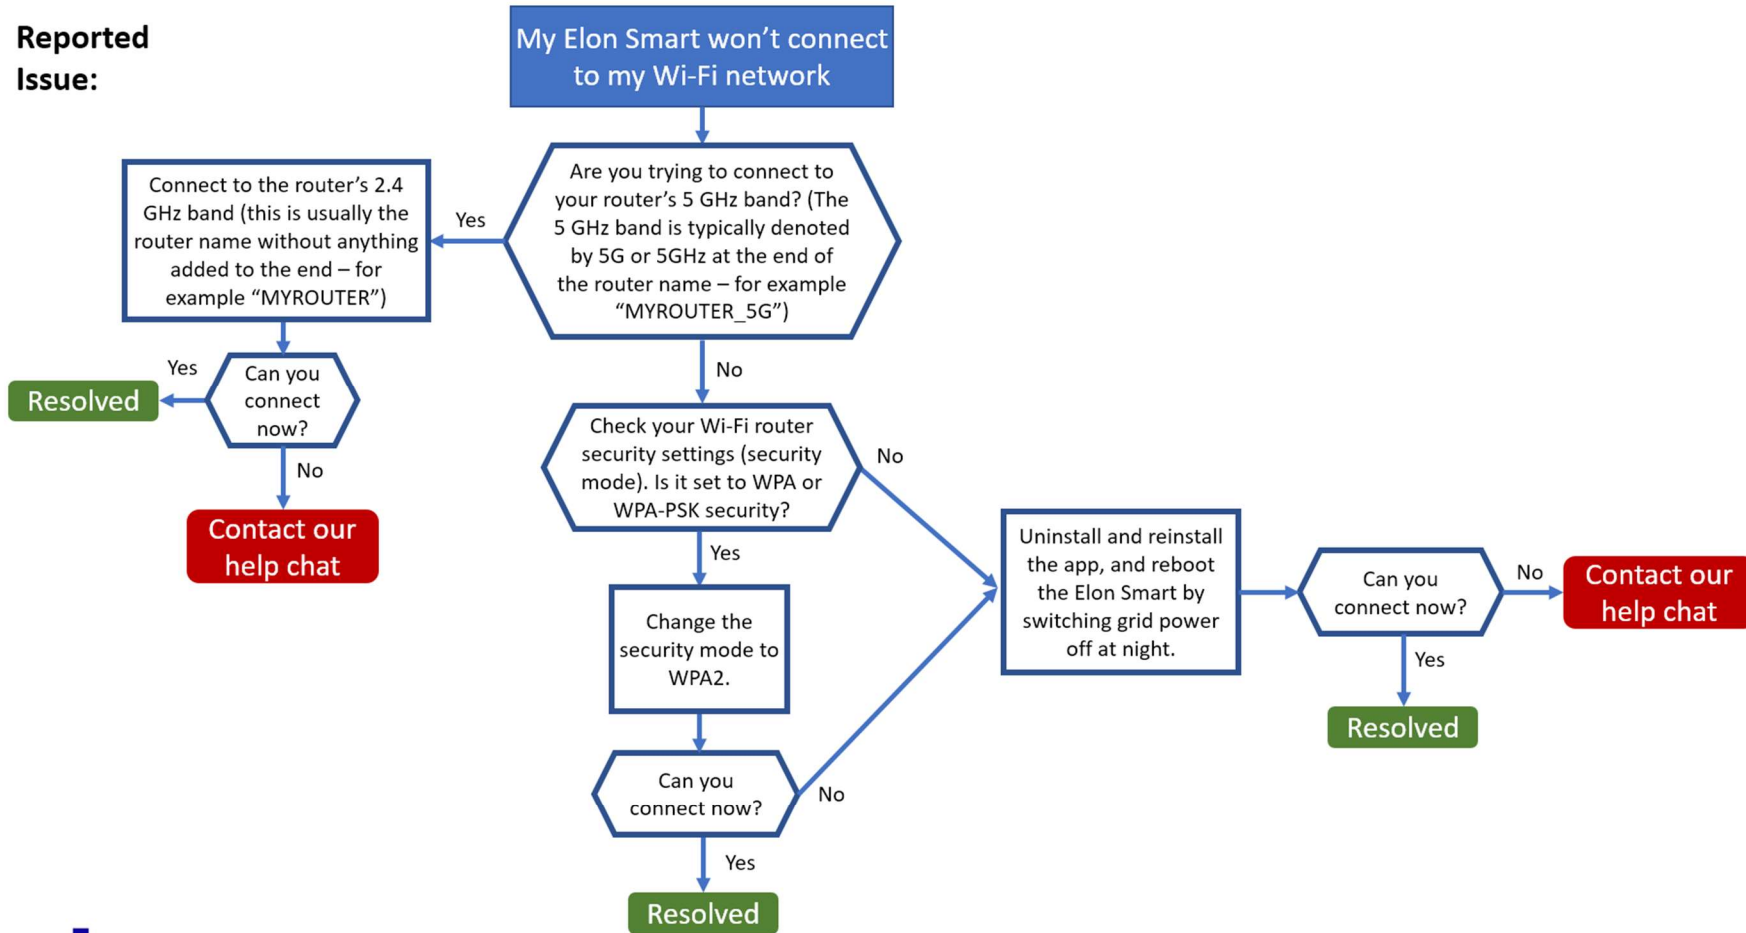 Reported
Issue:
My Elon Smart won’t connect
to my Wi-Fi network
Are you trying to connect to
your router’s 5 GHz band? (The
5 GHz band is typically denoted
by 5G or 5GHz at the end of
the router name – for example
“MYROUTER_5G”)
Yes
Connect to the router’s 2.4
GHz band (this is usually the
router name without anything
added to the end – for
example “MYROUTER”)
Can you
connect
now?
Yes
Resolved
No
Contact our
help chat
No
Check your Wi-Fi router
security settings (security
mode). Is it set to WPA or
WPA-PSK security?
No
Yes
Change the
security mode to
WPA2.
Can you
connect now?
No
Yes
Resolved
Uninstall and reinstall
the app, and reboot
the Elon Smart by
switching grid power
off at night.
Can you
connect now?
No
Contact our
help chat
Yes
Resolved